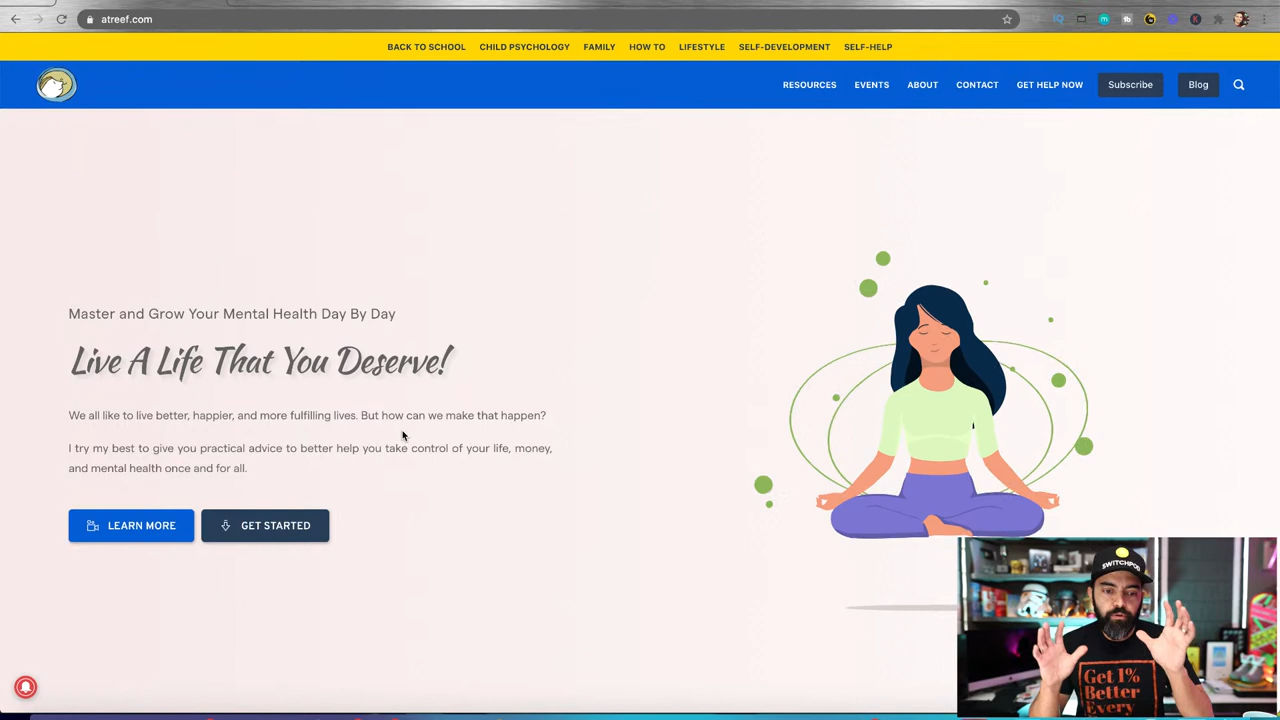 atreef.com
BACK TO SCHOOL CHILD PSYCHOLOGY FAMILY HOW TO LIFESTYLE SELF-DEVELOPMENT SELF-HELP
RESOURCES EVENTS ABOUT CONTACT GET HELP NOW Subscribe Blog
Master and Grow Your Mental Health Day By Day
Live A Life That You Deserve!
We all like to live better, happier, and more fulfilling lives. But how can we make that happen?
I try my best to give you practical advice to better help you take control of your life, money,
and mental health once and for all.
LEARN MORE GET STARTED
SWITCHPOD
Get 1%
Better
Every